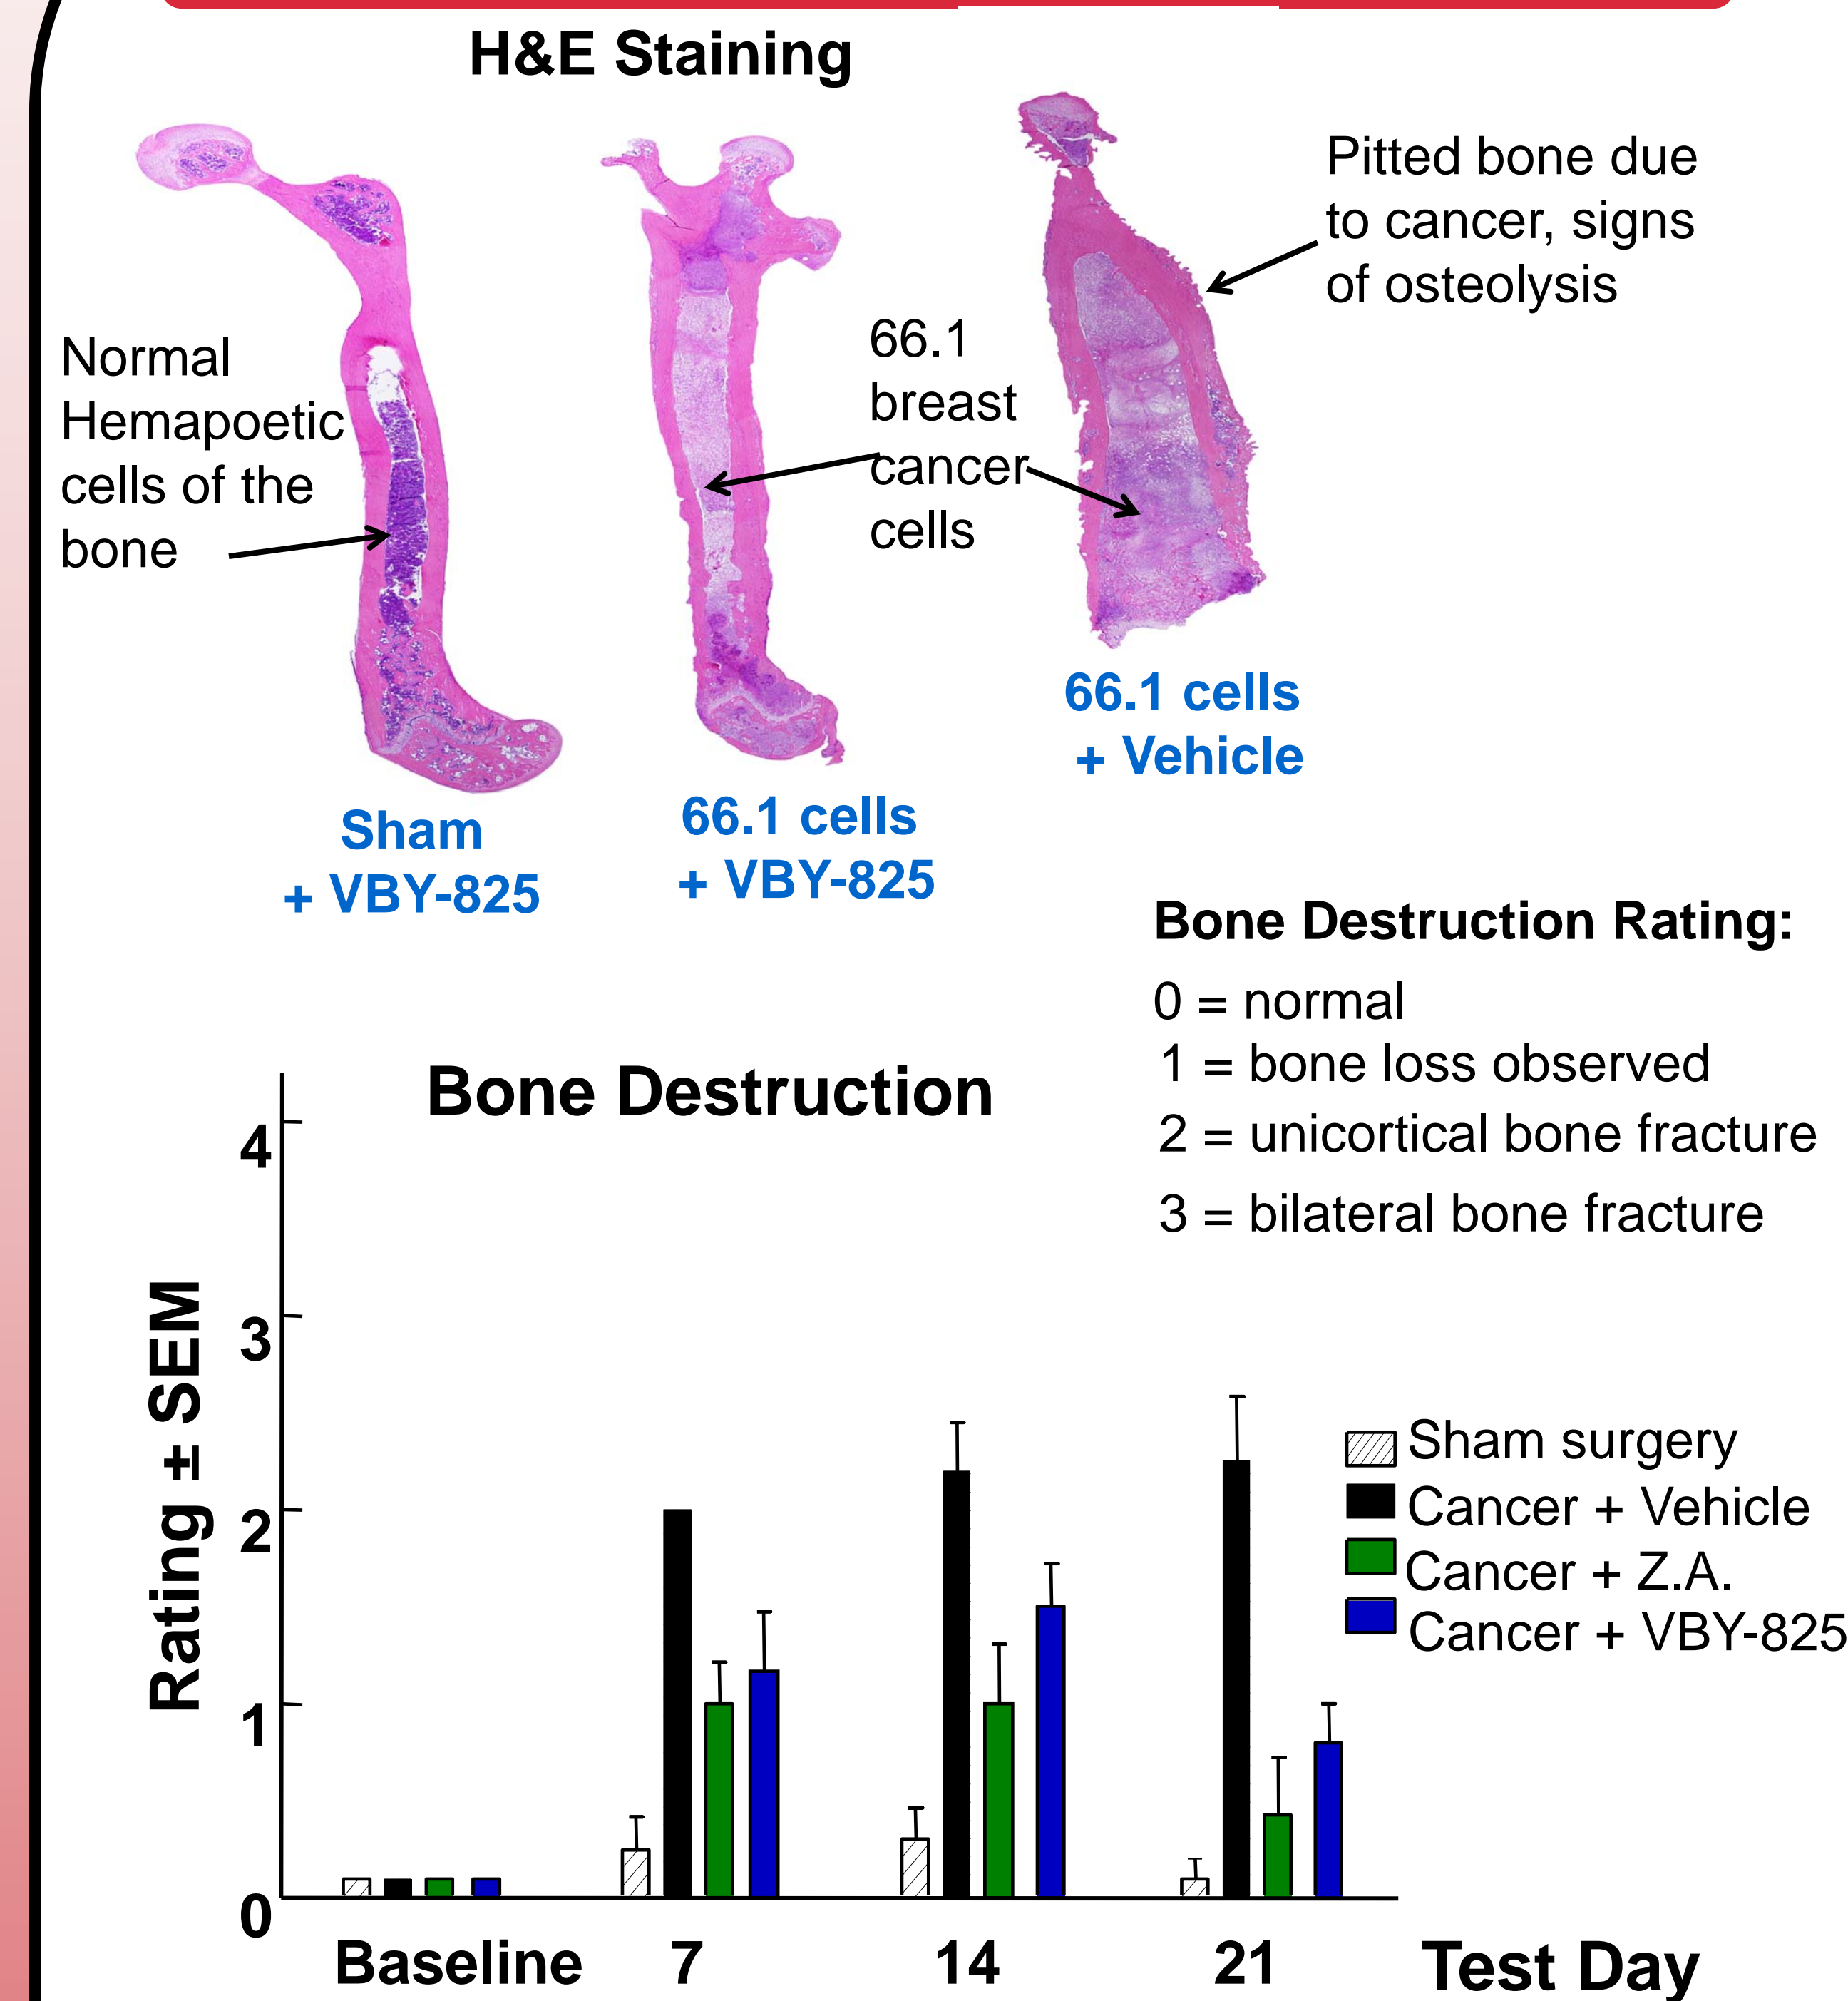 H&E Staining
Pitted bone due
to cancer, signs
of osteolysis
Normal
Hemapoetic
cells of the
bone
66.1
breast
cancer
cells
Sham
+ VBY-825
66.1 cells
+ VBY-825
66.1 cells
+ Vehicle
Bone Destruction Rating:
0 = normal
1 = bone loss observed
2 = unicortical bone fracture
3 = bilateral bone fracture
Bone Destruction
Rating ± SEM
4
3
2
1
0
Sham surgery
Cancer + Vehicle
Cancer + Z.A.
Cancer + VBY-825
Baseline 7 14 21 Test Day